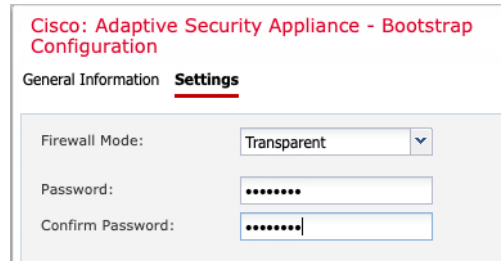 Cisco: Adaptive Security Appliance - Bootstrap
Configuration
General Information Settings
Firewall Mode: Transparent
Password: ••••••••
Confirm Password: ••••••••